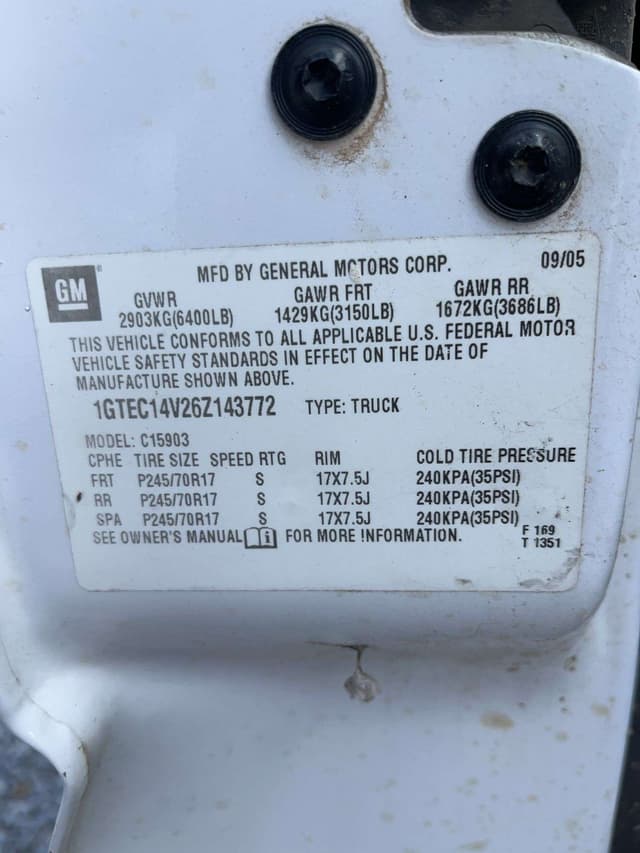 MFD BY GENERAL MOTORS CORP. 09/05
GM
GVWR GAWR FRT GAWR RR
2903KG(6400LB) 1429KG(3150LB) 1672KG(3686LB)
THIS VEHICLE CONFORMS TO ALL APPLICABLE U.S. FEDERAL MOTOR
VEHICLE SAFETY STANDARDS IN EFFECT ON THE DATE OF
MANUFACTURE SHOWN ABOVE.
1GTEC14V26Z143772 TYPE: TRUCK
MODEL: C15903
CPHE TIRE SIZE SPEED RTG RIM COLD TIRE PRESSURE
FRT P245/70R17 S 17X7.5J 240KPA(35PSI)
RR P245/70R17 S 17X7.5J 240KPA(35PSI)
SPA P245/70R17 S 17X7.5J 240KPA(35PSI)
SEE OWNER'S MANUAL i FOR MORE INFORMATION.
F 169
T 1351